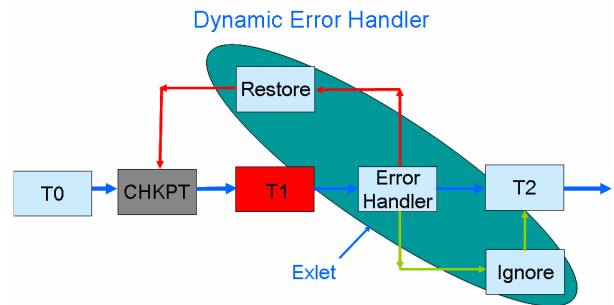 Dynamic Error Handler
Restore
T0
CHKPT
T1
Error
Handler
T2
Exlet
Ignore